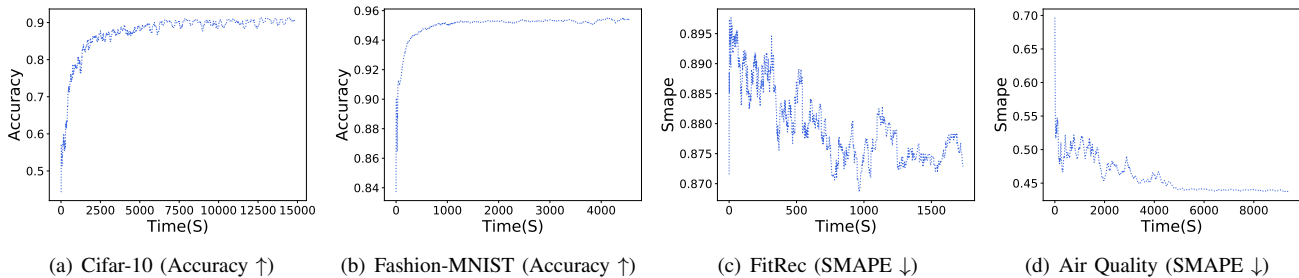 0.9
0.8
0.7
0.6
0.5
Accuracy
0 2500 5000 7500 10000 12500 15000
Time(S)
(a) Cifar-10 (Accuracy ↑)
0.96
0.94
0.92
0.90
0.88
0.86
0.84
Accuracy
0 1000 2000 3000 4000
Time(S)
(b) Fashion-MNIST (Accuracy ↑)
0.895
0.890
0.885
0.880
0.875
0.870
Smape
0 500 1000 1500
Time(S)
(c) FitRec (SMAPE ↓)
0.70
0.65
0.60
0.55
0.50
0.45
Smape
0 2000 4000 6000 8000
Time(S)
(d) Air Quality (SMAPE ↓)